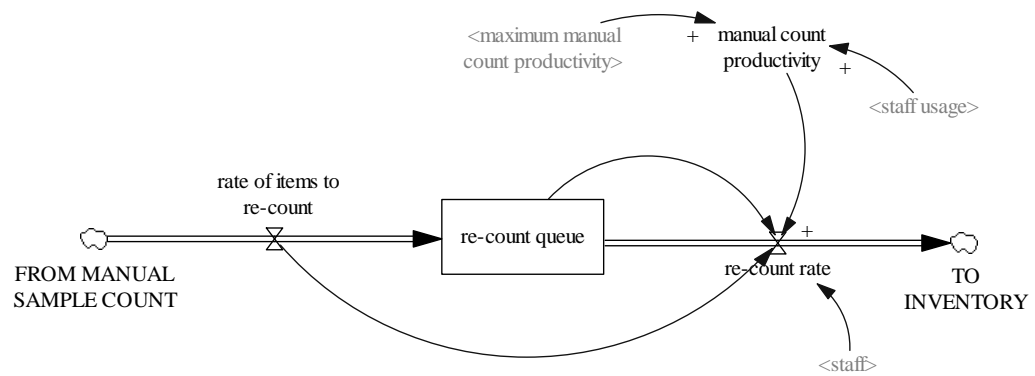 <maximum manual
count productivity>
+
manual count
productivity
+
<staff usage>
rate of items to
re-count
re-count queue
+
re-count rate
FROM MANUAL
SAMPLE COUNT
TO
INVENTORY
<staff>